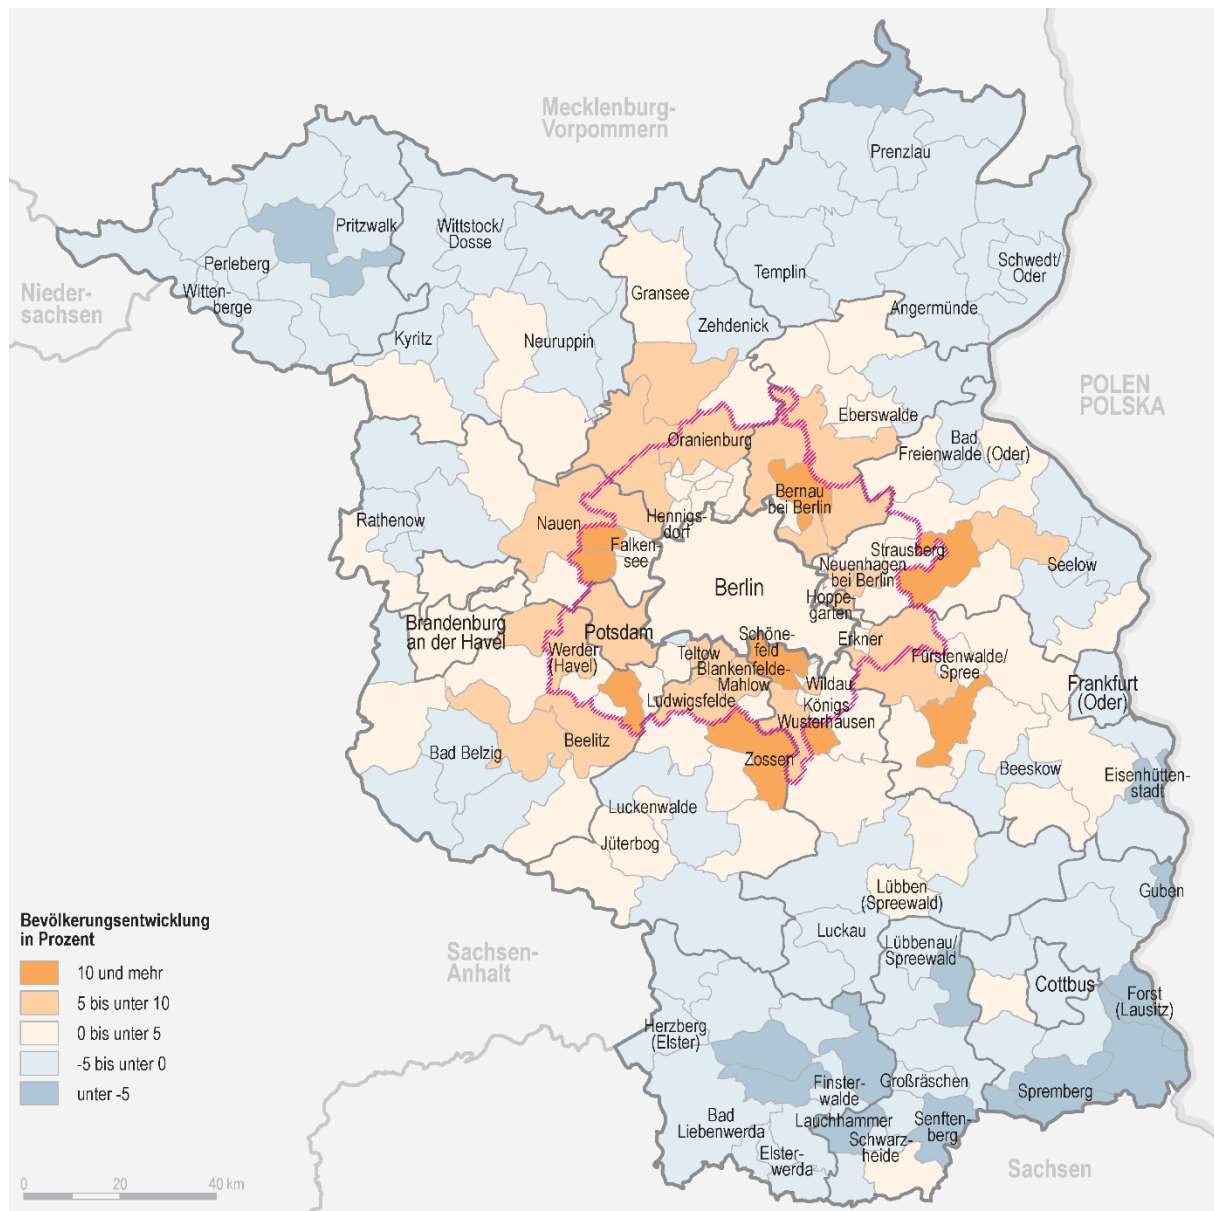 Mecklenburg-
Vorpommern
Prenzlau
Pritzwalk
Wittstock/
Dosse
Perleberg
Witten-
berge
Nieder-
sachsen
Templin
Schwedt/
Oder
Gransee
Angermünde
Zehdenick
Kyritz
Neuruppin
POLEN
POLSKA
Eberswalde
Oranienburg
Bad
Freienwalde (Oder)
Bernau
bei Berlin
Rathenow
Nauen
Hennigs-
dorf
Falken-
see
Strausberg
Neuenhagen
bei Berlin
Seelow
Berlin
Hoppe-
garten
Brandenburg
an der Havel
Potsdam
Schöne-
feld
Erkner
Werder
(Havel)
Teltow
Blankenfelde-
Mahlow
Fürstenwalde/
Spree
Wildau
Frankfurt
(Oder)
Ludwigsfelde
Königs
Wusterhausen
Beelitz
Bad Belzig
Zossen
Beeskow
Eisenhütten-
stadt
Luckenwalde
Jüterbog
Lübben
(Spreewald)
Guben
Bevölkerungsentwicklung
in Prozent
10 und mehr
5 bis unter 10
0 bis unter 5
-5 bis unter 0
unter -5
Sachsen-
Anhalt
Luckau
Lübbenau/
Spreewald
Cottbus
Forst
(Lausitz)
Herzberg
(Elster)
Finster-
walde
Großräschen
Spremberg
Bad
Liebenwerda
Lauchhammer
Schwarz-
heide
Senften-
berg
Elster-
werda
Sachsen
0 20 40 km